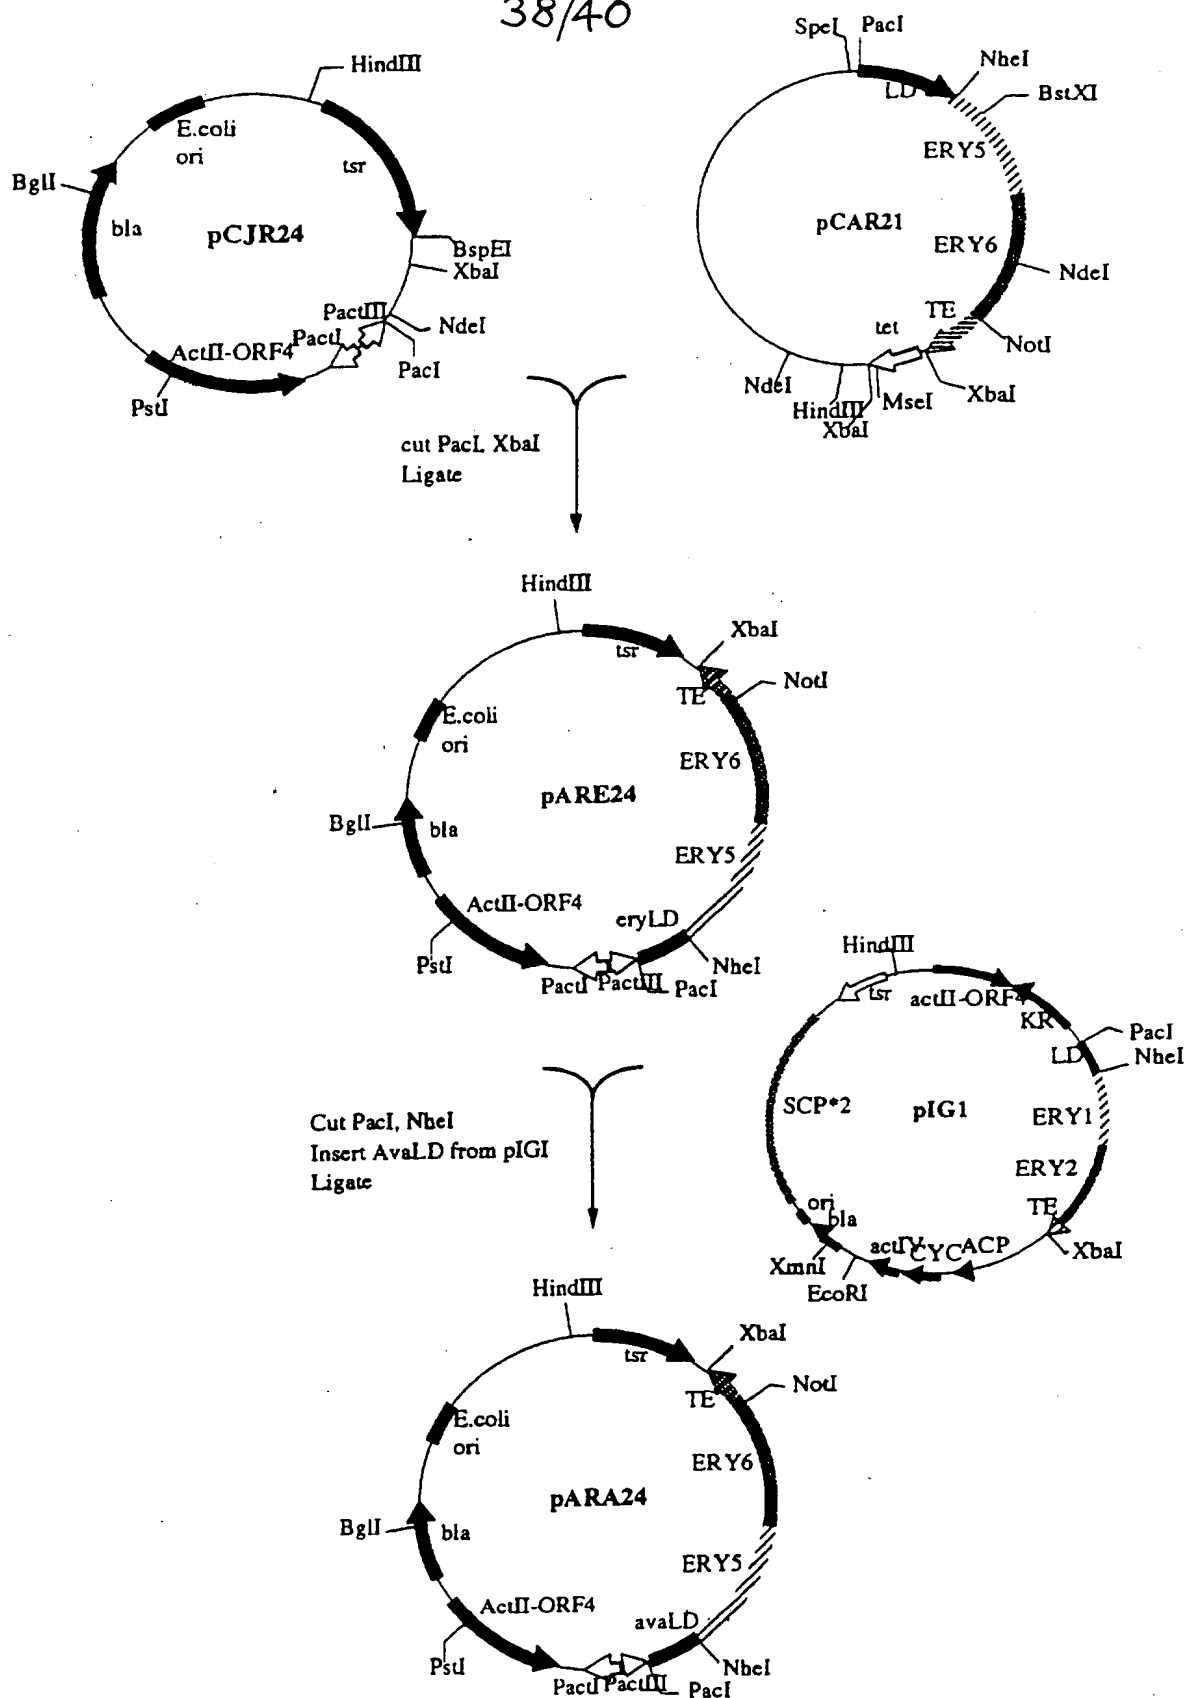 38/40
HindIII
E.coli
ori
tsr
BglI
bla
pCJR24
BspEI
XbaI
PactIII
NdeI
PactI
ActII-ORF4
PacI
PstI
SpeI
PacI
NheI
LD
BstXI
ERY5
pCAR21
ERY6
NdeI
TE
tet
NotI
NdeI
XbaI
HindIII
MseI
XbaI
cut PacI, XbaI
Ligate
HindIII
XbaI
tsr
NotI
TE
E.coli
ori
ERY6
pARE24
BglI
bla
ERY5
ActII-ORF4
eryLD
PstI
NheI
PactI
PactIII
PacI
HindIII
tsr
actII-ORF4
KR
PacI
LD
NheI
SCP*2
pIG1
ERY1
ERY2
TE
ori
bla
actIV
CYC
ACP
XbaI
XmnI
EcoRI
Cut PacI, NheI
Insert AvaLD from pIGI
Ligate
HindIII
XbaI
tsr
NotI
TE
E.coli
ori
ERY6
pARA24
BglI
bla
ERY5
ActII-ORF4
avaLD
PstI
NheI
PactI
PactIII
PacI